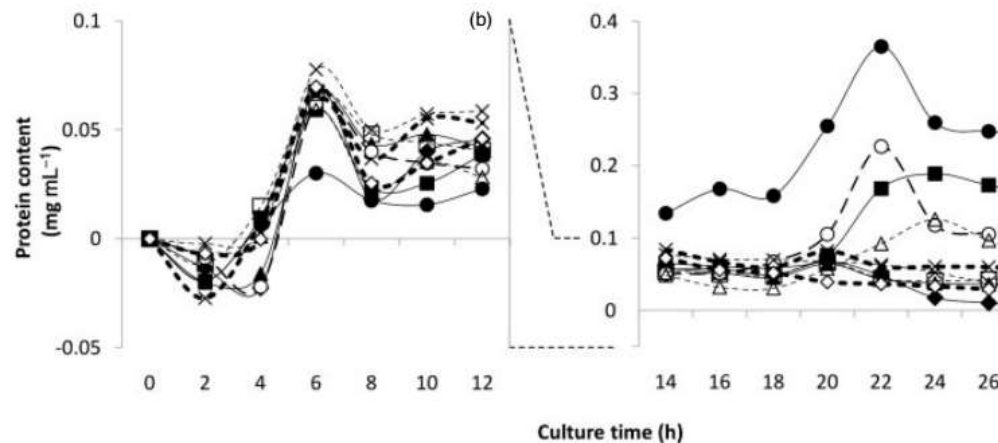 (b)
Protein content
(mg mL⁻¹)
0.1
0.05
0
-0.05
0 2 4 6 8 10 12
0.4
0.3
0.2
0.1
0
14 16 18 20 22 24 26
Culture time (h)